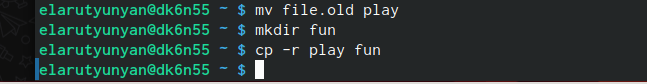 elarutyunyan@dk6n55 ~ $ mv file.old play
elarutyunyan@dk6n55 ~ $ mkdir fun
elarutyunyan@dk6n55 ~ $ cp -r play fun
elarutyunyan@dk6n55 ~ $